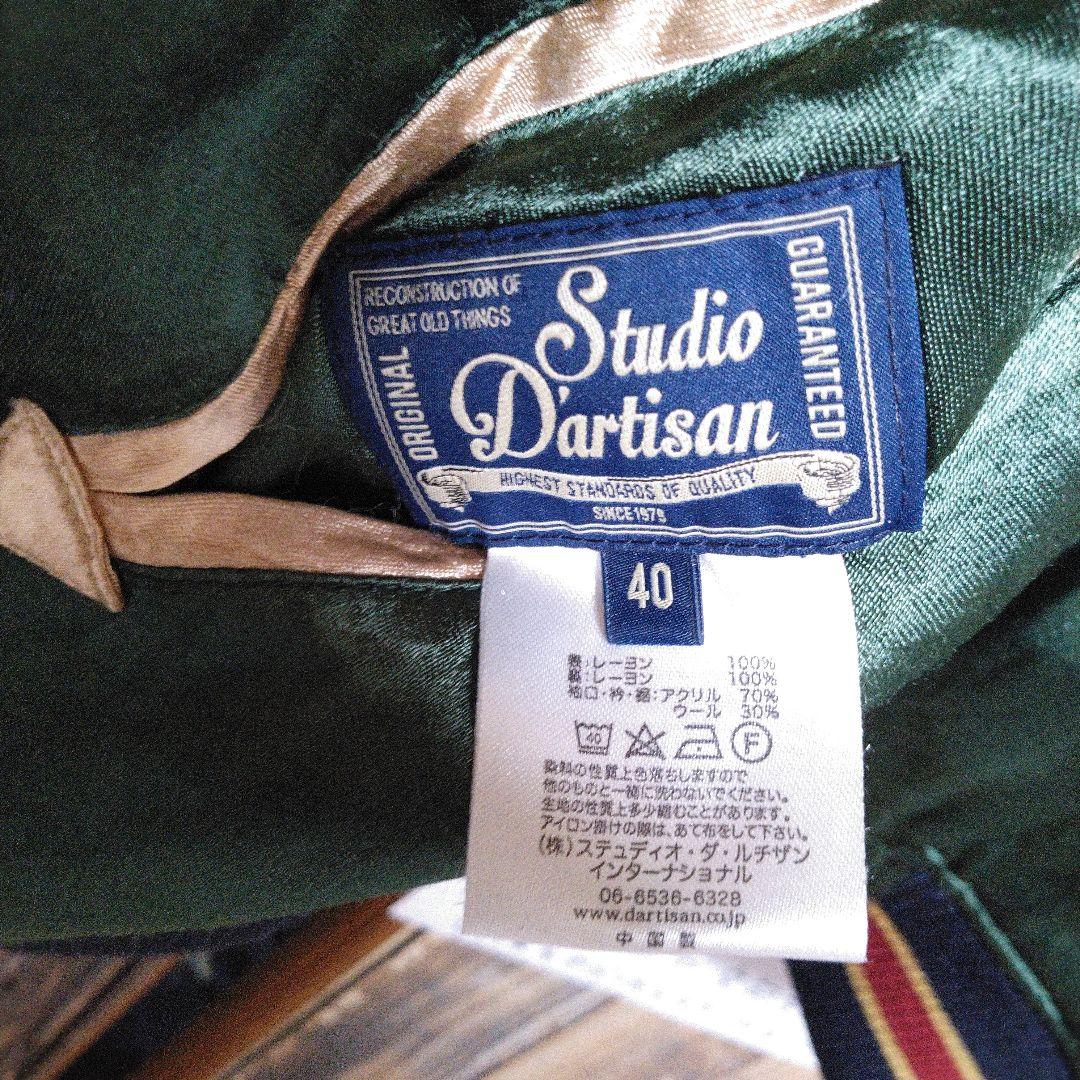 RECONSTRUCTION OF
GREAT OLD THINGS
ORIGINAL
Studio
D'artisan
GUARANTEED
HIGHEST STANDARDS OF QUALITY
SINCE 1979
40
表:レーヨン 100%
裏:レーヨン 100%
袖口・衿・裾:アクリル 70%
ウール 30%
40
F
染料の性質上色落ちしますので
他のものと一緒に洗わないでください。
生地の性質上多少縮むことがあります。
アイロン掛けの際は、あて布をして下さい。
(株)ステュディオ・ダ・ルチザン
インターナショナル
06-6536-6328
www.dartisan.co.jp
中国製